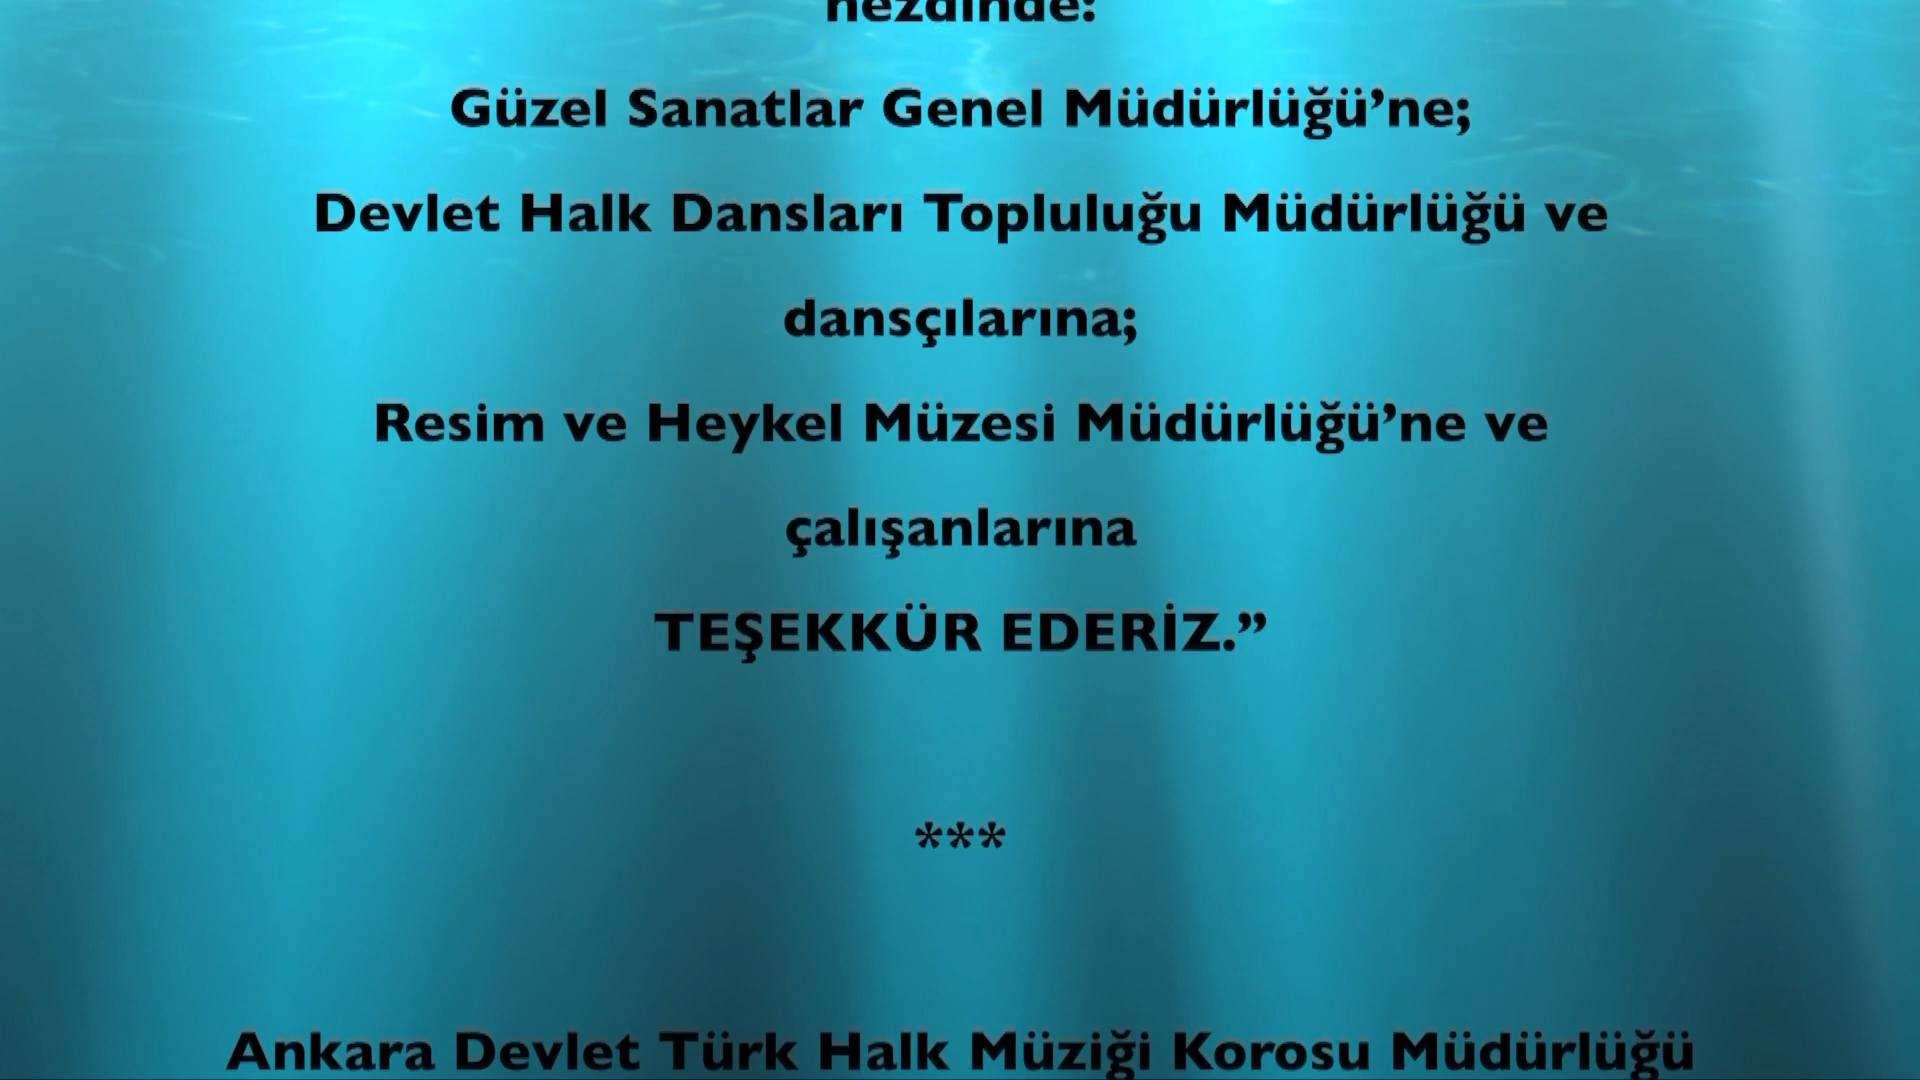 nezdinde:
Güzel Sanatlar Genel Müdürlüğü’ne;
Devlet Halk Dansları Topluluğu Müdürlüğü ve
dansçılarına;
Resim ve Heykel Müzesi Müdürlüğü’ne ve
çalışanlarına
TEŞEKKÜR EDERİZ.”
***
Ankara Devlet Türk Halk Müziği Korosu Müdürlüğü